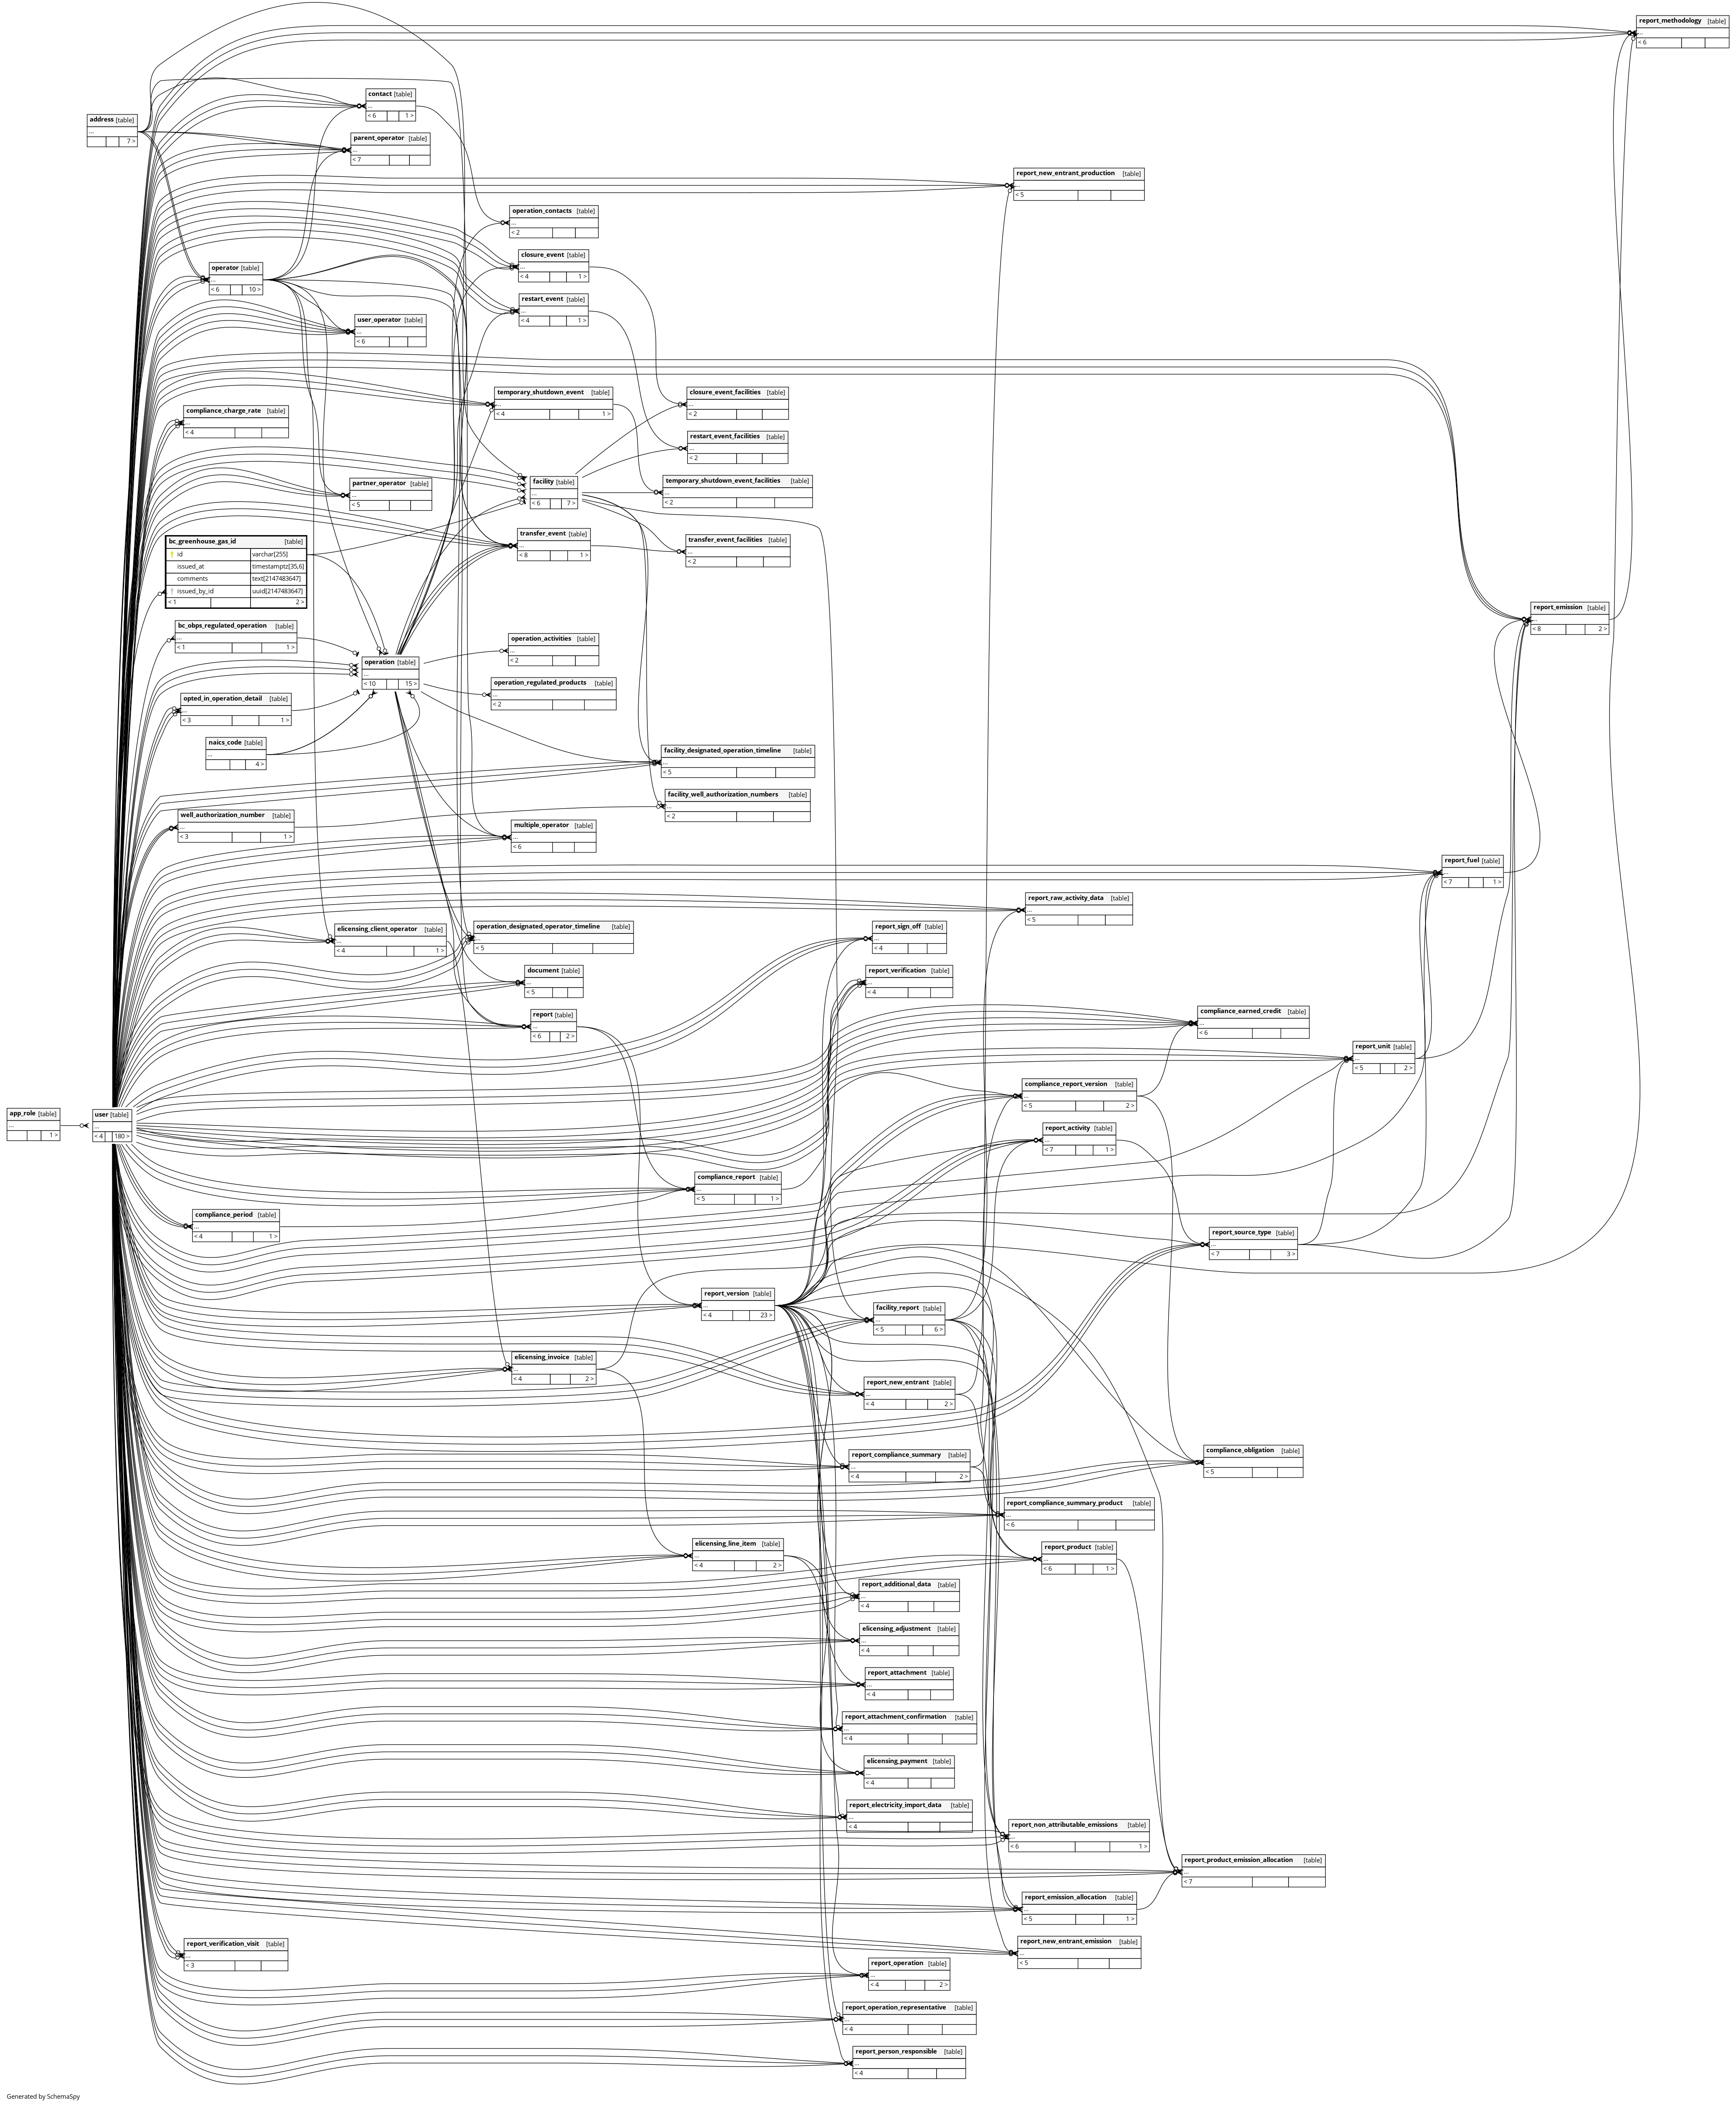 report_methodology [table]
...
< 6
contact [table]
...
< 6 1 >
address [table]
...
7 >
parent_operator [table]
...
< 7
report_new_entrant_production [table]
...
< 5
operation_contacts [table]
...
< 2
closure_event [table]
...
< 4 1 >
operator [table]
...
< 6 10 >
restart_event [table]
...
< 4 1 >
user_operator [table]
...
< 6
temporary_shutdown_event [table]
...
< 4 1 >
closure_event_facilities [table]
...
< 2
compliance_charge_rate [table]
...
< 4
restart_event_facilities [table]
...
< 2
partner_operator [table]
...
< 5
facility [table]
...
< 6 7 >
temporary_shutdown_event_facilities [table]
...
< 2
bc_greenhouse_gas_id [table]
id varchar[255]
issued_at timestamptz[35,6]
comments text[2147483647]
issued_by_id uuid[2147483647]
< 1 2 >
transfer_event [table]
...
< 8 1 >
transfer_event_facilities [table]
...
< 2
report_emission [table]
...
< 8 2 >
bc_obps_regulated_operation [table]
...
< 1 1 >
operation_activities [table]
...
< 2
operation [table]
...
< 10 15 >
operation_regulated_products [table]
...
< 2
opted_in_operation_detail [table]
...
< 3 1 >
naics_code [table]
...
4 >
facility_designated_operation_timeline [table]
...
< 5
facility_well_authorization_numbers [table]
...
< 2
well_authorization_number [table]
...
< 3 1 >
multiple_operator [table]
...
< 6
report_fuel [table]
...
< 7 1 >
report_raw_activity_data [table]
...
< 5
elicensing_client_operator [table]
...
< 4 1 >
operation_designated_operator_timeline [table]
...
< 5
report_sign_off [table]
...
< 4
document [table]
...
< 5
report_verification [table]
...
< 4
report [table]
...
< 6 2 >
compliance_earned_credit [table]
...
< 6
report_unit [table]
...
< 5 2 >
compliance_report_version [table]
...
< 5 2 >
app_role [table]
...
1 >
user [table]
...
< 4 180 >
report_activity [table]
...
< 7 1 >
compliance_report [table]
...
< 5 1 >
compliance_period [table]
...
< 4 1 >
report_source_type [table]
...
< 7 3 >
report_version [table]
...
< 4 23 >
facility_report [table]
...
< 5 6 >
elicensing_invoice [table]
...
< 4 2 >
report_new_entrant [table]
...
< 4 2 >
report_compliance_summary [table]
...
< 4 2 >
compliance_obligation [table]
...
< 5
report_compliance_summary_product [table]
...
< 6
elicensing_line_item [table]
...
< 4 2 >
report_product [table]
...
< 6 1 >
report_additional_data [table]
...
< 4
elicensing_adjustment [table]
...
< 4
report_attachment [table]
...
< 4
report_attachment_confirmation [table]
...
< 4
elicensing_payment [table]
...
< 4
report_electricity_import_data [table]
...
< 4
report_non_attributable_emissions [table]
...
< 6 1 >
report_product_emission_allocation [table]
...
< 7
report_emission_allocation [table]
...
< 5 1 >
report_verification_visit [table]
...
< 3
report_new_entrant_emission [table]
...
< 5
report_operation [table]
...
< 4 2 >
report_operation_representative [table]
...
< 4
report_person_responsible [table]
...
< 4
Generated by SchemaSpy